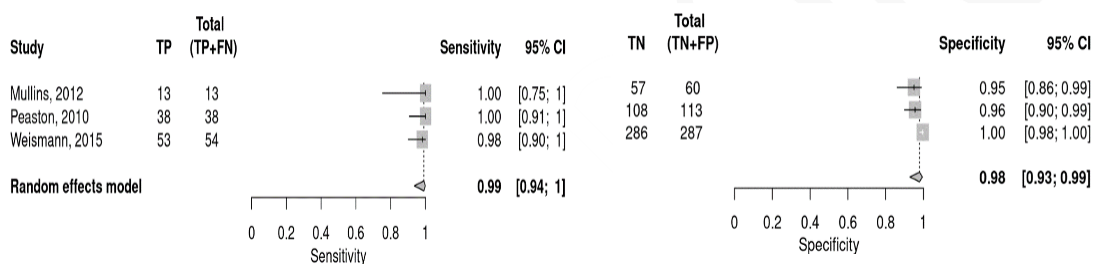 Study TP Total (TP+FN) Sensitivity 95% CI
Mullins, 2012 13 13 1.00 [0.75; 1]
Peaston, 2010 38 38 1.00 [0.91; 1]
Weismann, 2015 53 54 0.98 [0.90; 1]
Random effects model 0.99 [0.94; 1]
0 0.2 0.4 0.6 0.8 1
Sensitivity
TN Total (TN+FP) Specificity 95% CI
57 60 0.95 [0.86; 0.99]
108 113 0.96 [0.90; 0.99]
286 287 1.00 [0.98; 1.00]
0.98 [0.93; 0.99]
0 0.2 0.4 0.6 0.8 1
Specificity